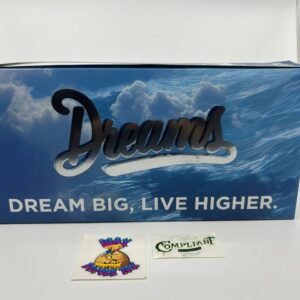 Dreams
DREAM BIG, LIVE HIGHER.
COMPLIANT